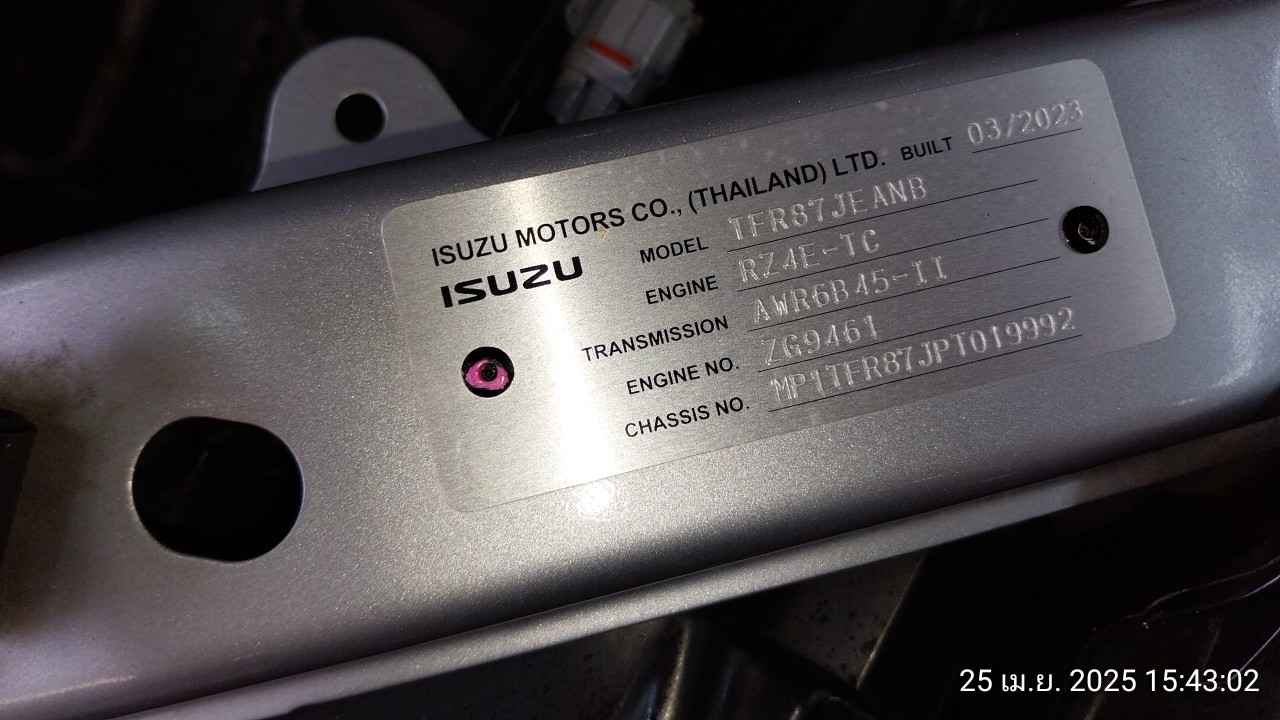 ISUZU MOTORS CO., (THAILAND) LTD. BUILT 03/2023
ISUZU
MODEL TFR87JEANB
ENGINE RZ4E-TC
TRANSMISSION AWR6B45-II
ENGINE NO. ZG9461
CHASSIS NO. MP1TFR87JPT019992
25 เม.ย. 2025 15:43:02